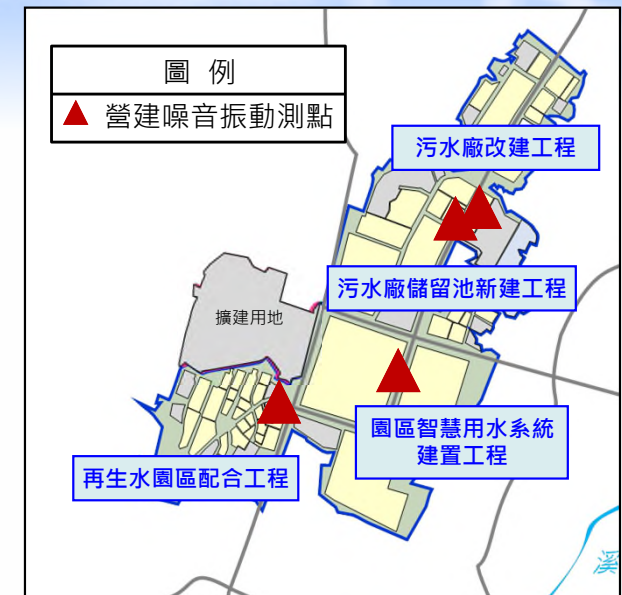 圖 例
營建噪音振動測點
污水廠改建工程
污水廠儲留池新建工程
擴建用地
園區智慧用水系統
建置工程
再生水園區配合工程
溪